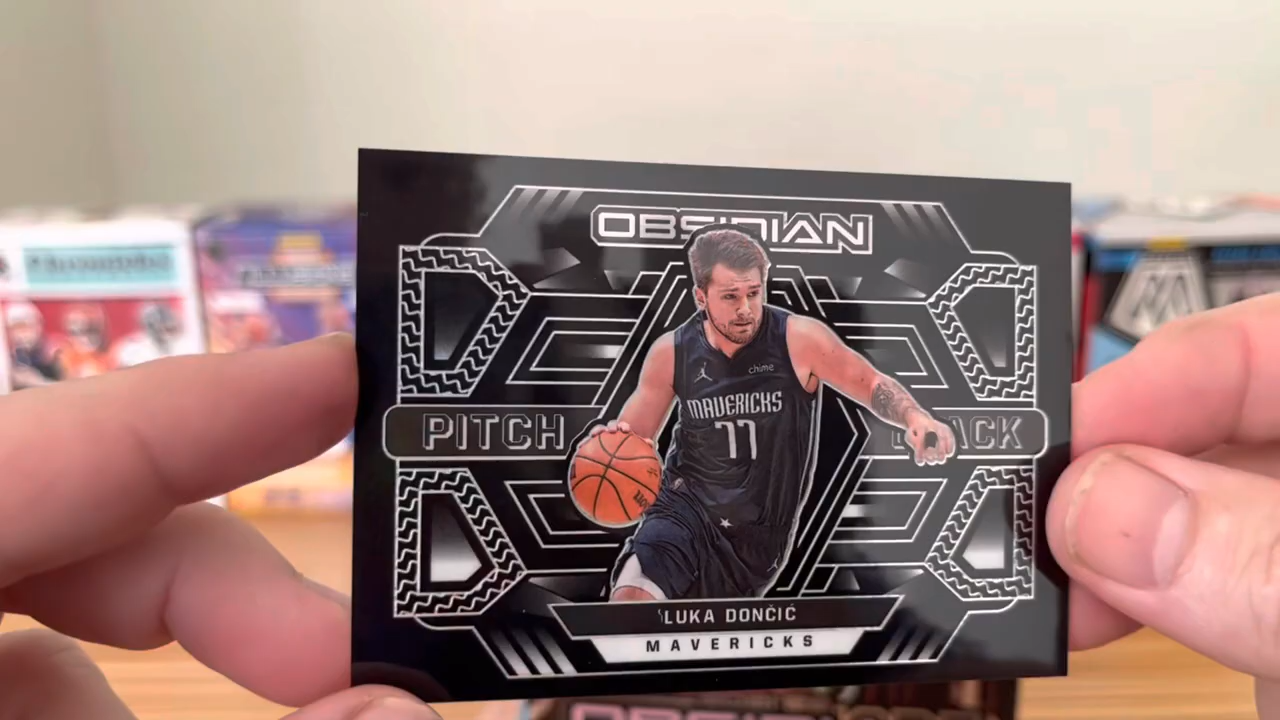 OBSIDIAN
PITCH
chime
MAVERICKS
77
LUKA DONČIĆ
MAVERICKS